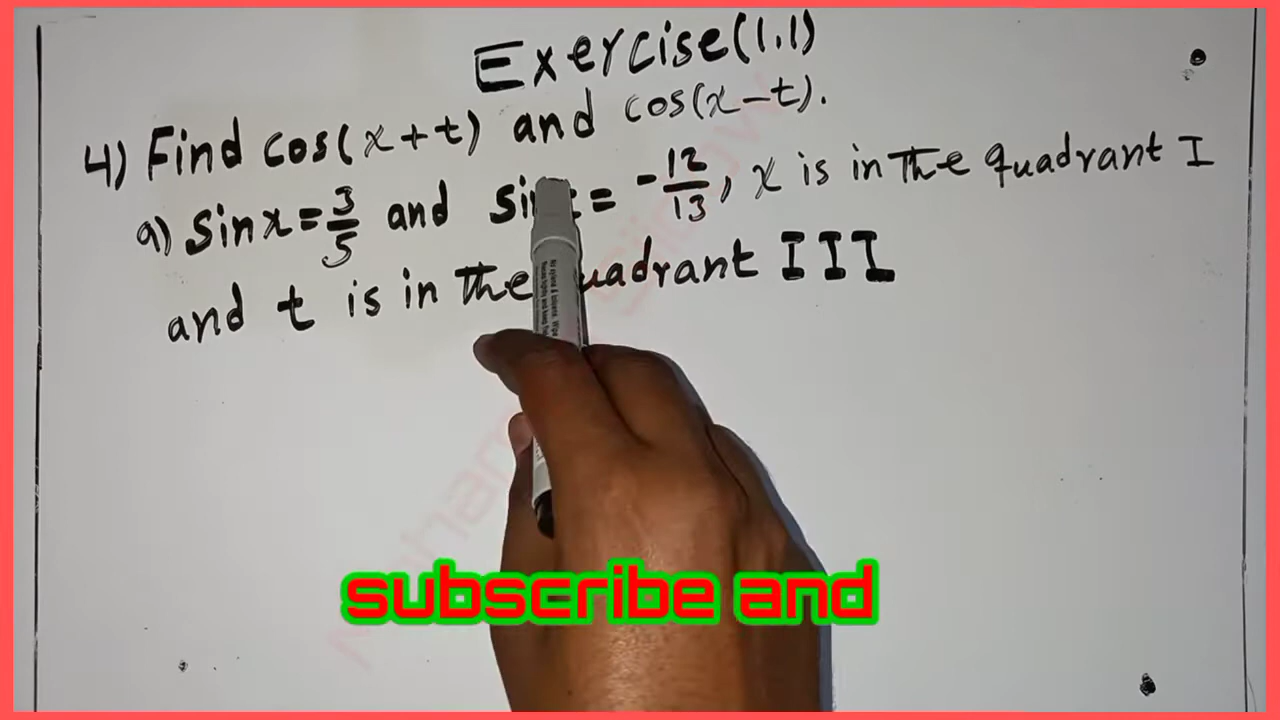 Exercise(1.1)
4) Find cos(x+t) and cos(x-t).
a) sinx=3/5 and = -12/13, x is in the quadrant I
and t is in the quadrant III
subscribe and